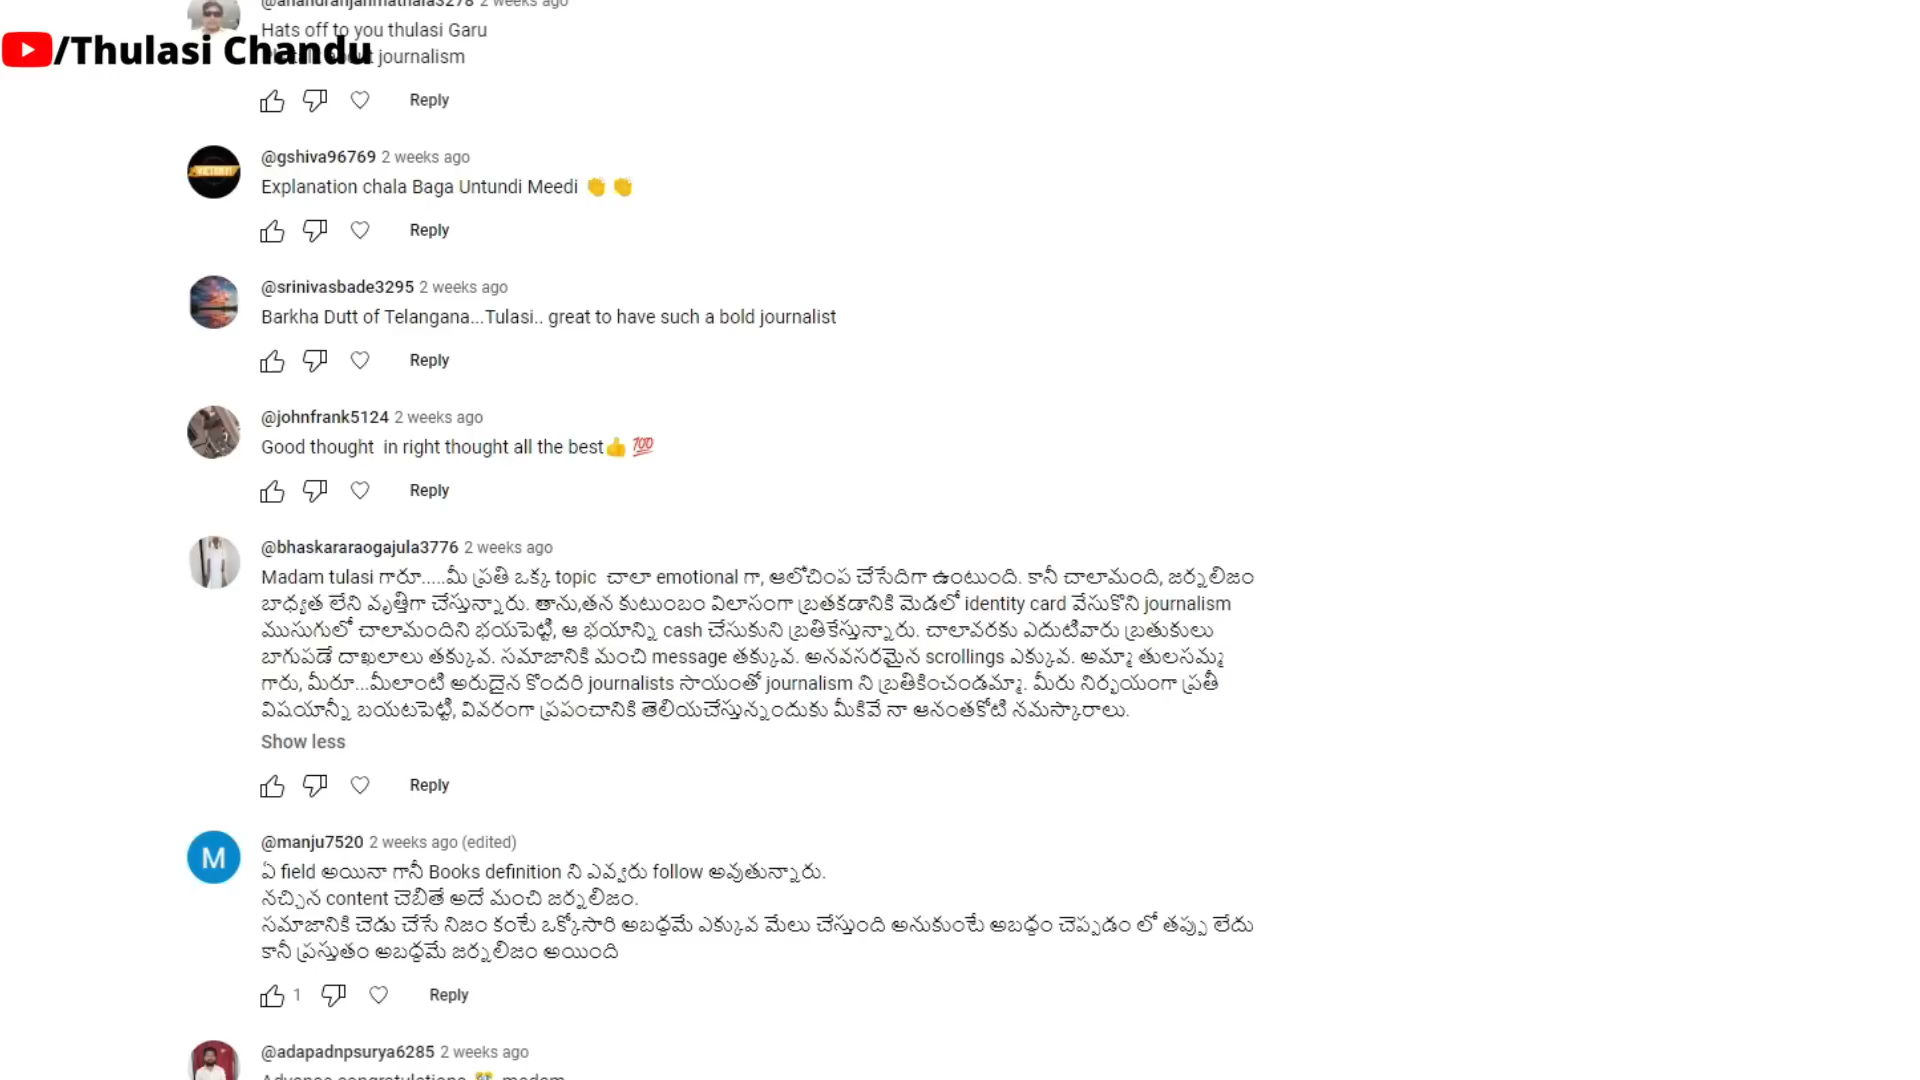 @anandranjanmathala3278 2 weeks ago
Hats off to you thulasi Garu
/Thulasi Chandu
journalism
Reply
@gshiva96769 2 weeks ago
Explanation chala Baga Untundi Meedi 👏 👏
Reply
@srinivasbade3295 2 weeks ago
Barkha Dutt of Telangana...Tulasi.. great to have such a bold journalist
Reply
@johnfrank5124 2 weeks ago
Good thought in right thought all the best👍 💯
Reply
@bhaskararaogajula3776 2 weeks ago
Madam tulasi గారూ.....మీ ప్రతి ఒక్క topic చాలా emotional గా, ఆలోచింప చేసేదిగా ఉంటుంది. కానీ చాలామంది, జర్నలిజం
బాధ్యత లేని వృత్తిగా చేస్తున్నారు. తాను,తన కుటుంబం విలాసంగా బ్రతకడానికి మెడలో identity card వేసుకొని journalism
ముసుగులో చాలామందిని భయపెట్టి, ఆ భయాన్ని cash చేసుకుని బ్రతికేస్తున్నారు. చాలావరకు ఎదుటివారు బ్రతుకులు
బాగుపడే దాఖలాలు తక్కువ. సమాజానికి మంచి message తక్కువ. అనవసరమైన scrollings ఎక్కువ. అమ్మా తులసమ్మ
గారు, మీరూ...మీలాంటి అరుదైన కొందరి journalists సాయంతో journalism ని బ్రతికించండమ్మా. మీరు నిర్భయంగా ప్రతీ
విషయాన్నీ బయటపెట్టి, వివరంగా ప్రపంచానికి తెలియచేస్తున్నందుకు మీకివే నా ఆనంతకోటి నమస్కారాలు.
Show less
Reply
M
@manju7520 2 weeks ago (edited)
ఏ field అయినా గానీ Books definition ని ఎవ్వరు follow అవుతున్నారు.
నచ్చిన content చెబితే అదే మంచి జర్నలిజం.
సమాజానికి చెడు చేసే నిజం కంటే ఒక్కోసారి అబద్ధమే ఎక్కువ మేలు చేస్తుంది అనుకుంటే అబద్ధం చెప్పడం లో తప్పు లేదు
కానీ ప్రస్తుతం అబద్ధమే జర్నలిజం అయింది
1 Reply
@adapadnpsurya6285 2 weeks ago
Advance congratulations 🎊 madam